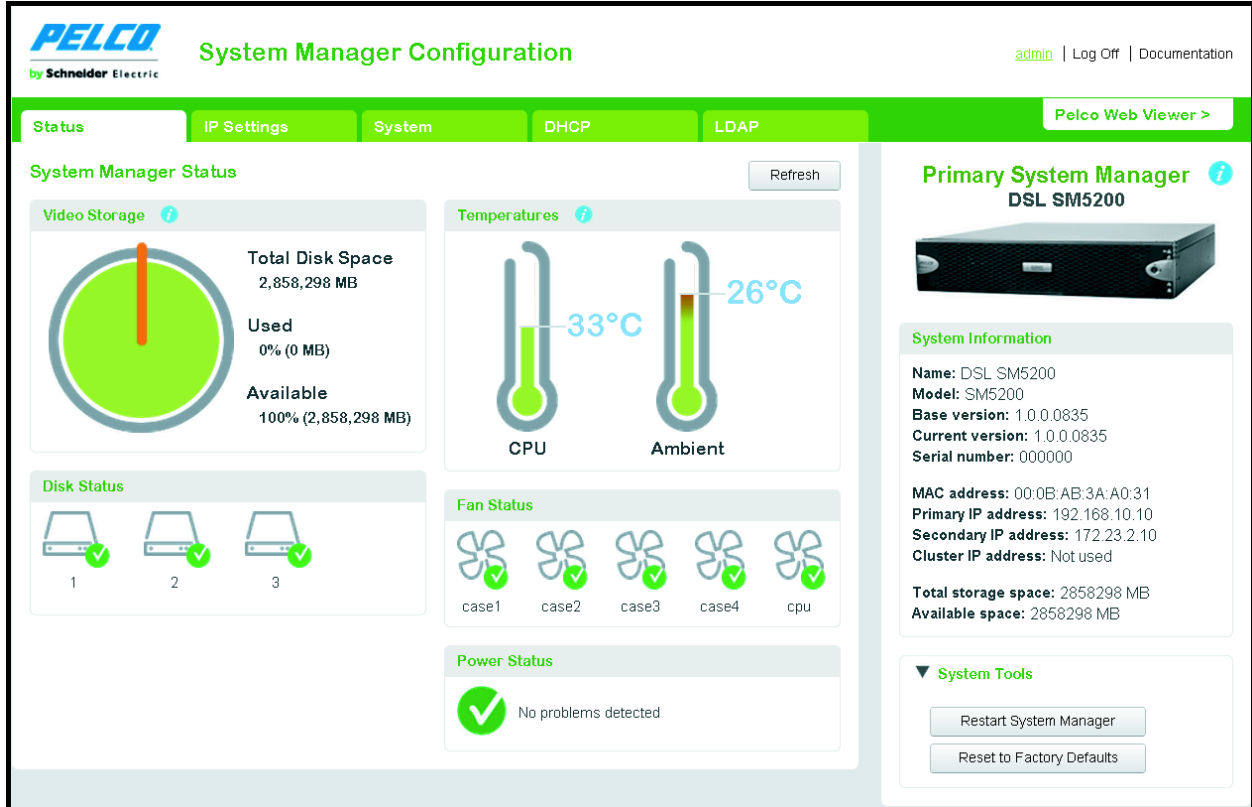 PELCO.
by Schneider Electric
System Manager Configuration
admin | Log Off | Documentation
Status
IP Settings
System
DHCP
LDAP
Pelco Web Viewer >
System Manager Status
Refresh
Video Storage i
Total Disk Space
2,858,298 MB
Used
0% (0 MB)
Available
100% (2,858,298 MB)
Temperatures i
33°C
26°C
CPU
Ambient
Disk Status
1
2
3
Fan Status
case1
case2
case3
case4
cpu
Power Status
No problems detected
Primary System Manager i
DSL SM5200
System Information
Name: DSL SM5200
Model: SM5200
Base version: 1.0.0.0835
Current version: 1.0.0.0835
Serial number: 000000
MAC address: 00:0B:AB:3A:A0:31
Primary IP address: 192.168.10.10
Secondary IP address: 172.23.2.10
Cluster IP address: Not used
Total storage space: 2858298 MB
Available space: 2858298 MB
System Tools
Restart System Manager
Reset to Factory Defaults